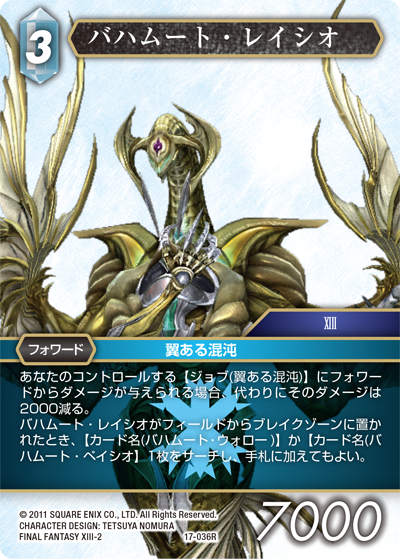 3
バハムート・レイシオ
XIII
フォワード
翼ある混沌
あなたのコントロールする【ジョブ(翼ある混沌)】にフォワー
ドからダメージが与えられる場合、代わりにそのダメージは
2000減る。
バハムート・レイシオがフィールドからブレイクゾーンに置か
れたとき、【カード名(バハムート・ウォロー)】か【カード名(バ
ハムート・ベイシオ】1枚をサーチし、手札に加えてもよい。
© 2011 SQUARE ENIX CO., LTD. All Rights Reserved.
CHARACTER DESIGN: TETSUYA NOMURA
FINAL FANTASY XIII-2
17-036R
7000